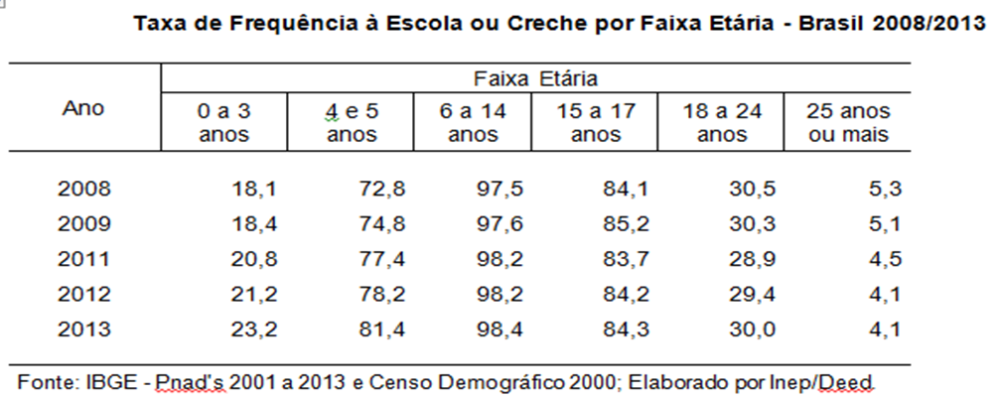 Taxa de Frequência à Escola ou Creche por Faixa Etária - Brasil 2008/2013
Faixa Etária
Ano
0 a 3 anos
4 e 5 anos
6 a 14 anos
15 a 17 anos
18 a 24 anos
25 anos ou mais
2008 18,1 72,8 97,5 84,1 30,5 5,3
2009 18,4 74,8 97,6 85,2 30,3 5,1
2011 20,8 77,4 98,2 83,7 28,9 4,5
2012 21,2 78,2 98,2 84,2 29,4 4,1
2013 23,2 81,4 98,4 84,3 30,0 4,1
Fonte: IBGE - Pnad's 2001 a 2013 e Censo Demográfico 2000; Elaborado por Inep/Deed